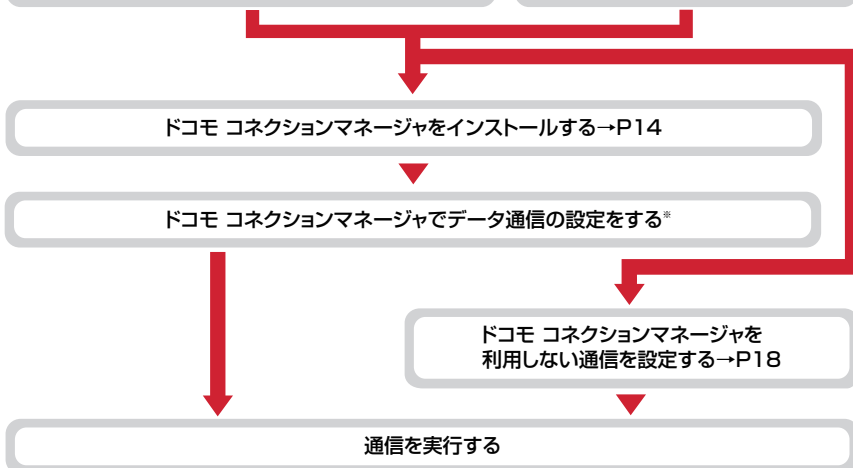 ドコモ コネクションマネージャをインストールする→P14
ドコモ コネクションマネージャでデータ通信の設定をする※
ドコモ コネクションマネージャを
利用しない通信を設定する→P18
通信を実行する